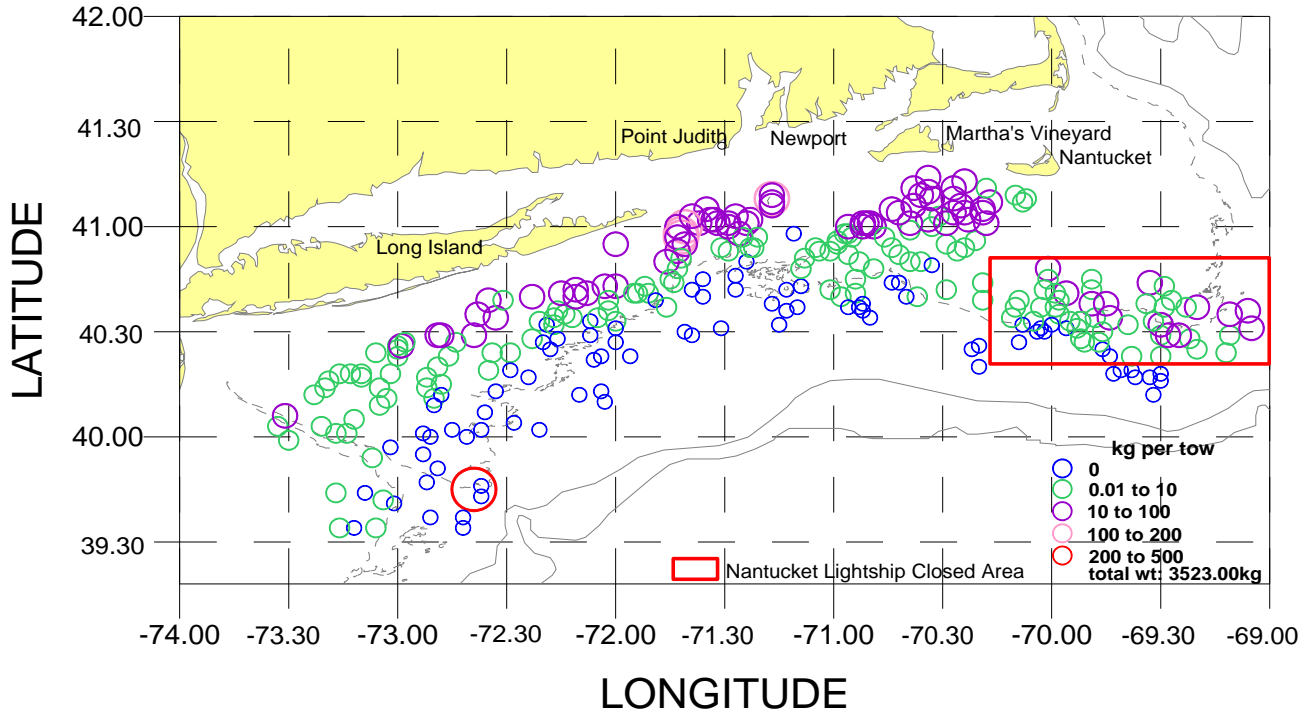 42.00
41.30
41.00
40.30
40.00
39.30
LATITUDE
Point Judith
Newport
Martha's Vineyard
Nantucket
Long Island
kg per tow
0
0.01 to 10
10 to 100
100 to 200
200 to 500
total wt: 3523.00kg
Nantucket Lightship Closed Area
-74.00 -73.30 -73.00 -72.30 -72.00 -71.30 -71.00 -70.30 -70.00 -69.30 -69.00
LONGITUDE